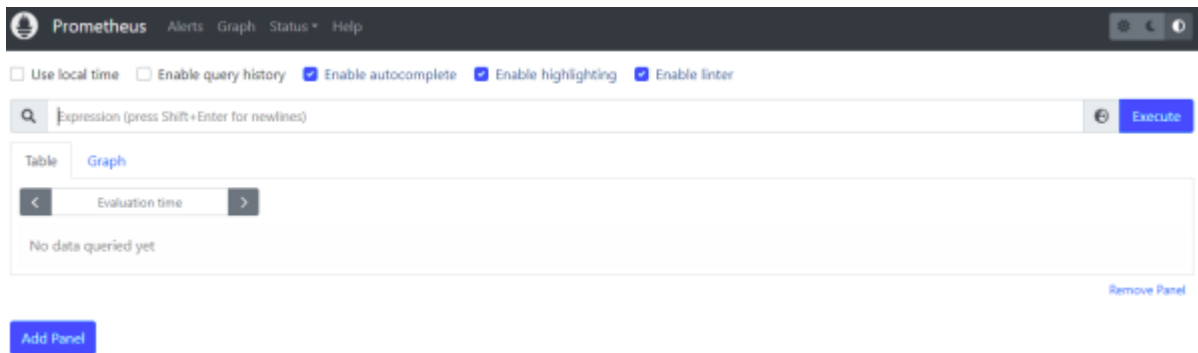 Prometheus Alerts Graph Status Help
Use local time Enable query history Enable autocomplete Enable highlighting Enable linter
Expression (press Shift+Enter for newlines) Execute
Table Graph
Evaluation time
No data queried yet
Remove Panel
Add Panel